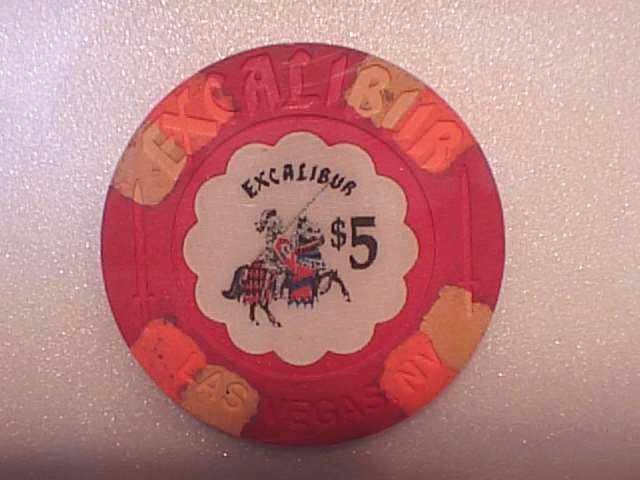 EXCALIBUR
EXCALIBUR
$5
LAS VEGAS NV